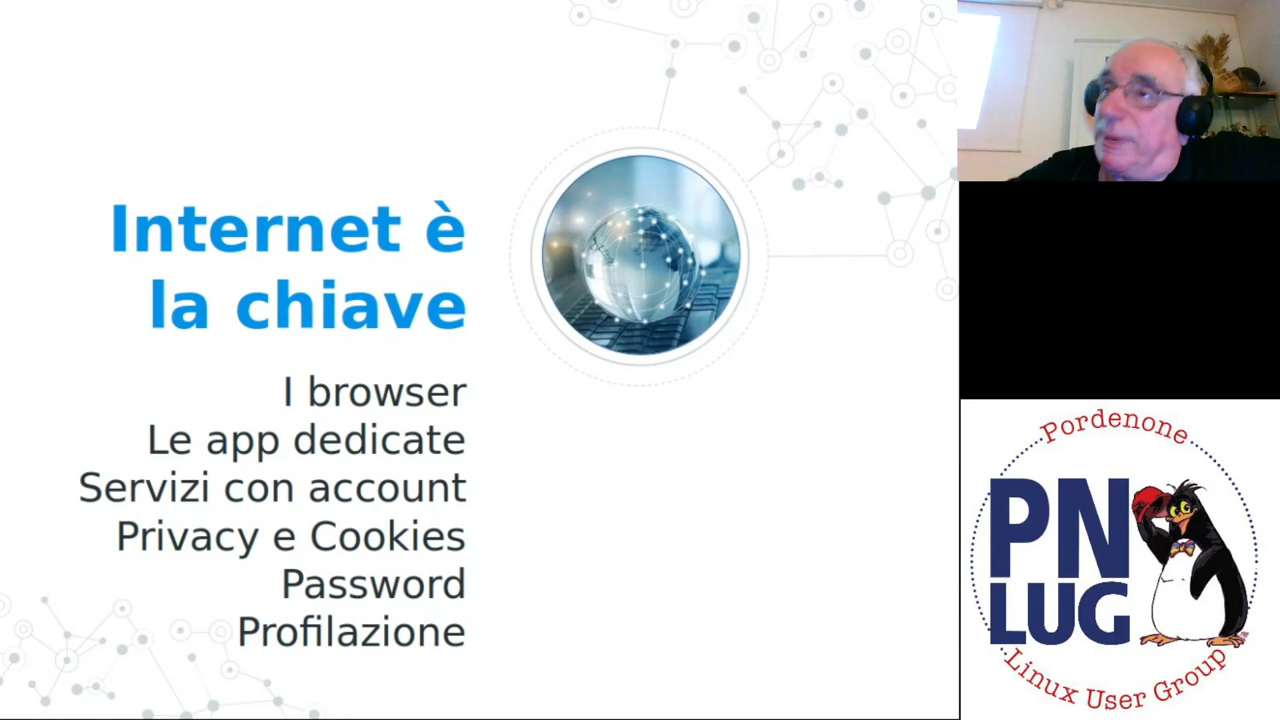 Internet è
la chiave
I browser
Le app dedicate
Servizi con account
Privacy e Cookies
Password
Profilazione
Pordenone
PN
LUG
Linux User Group